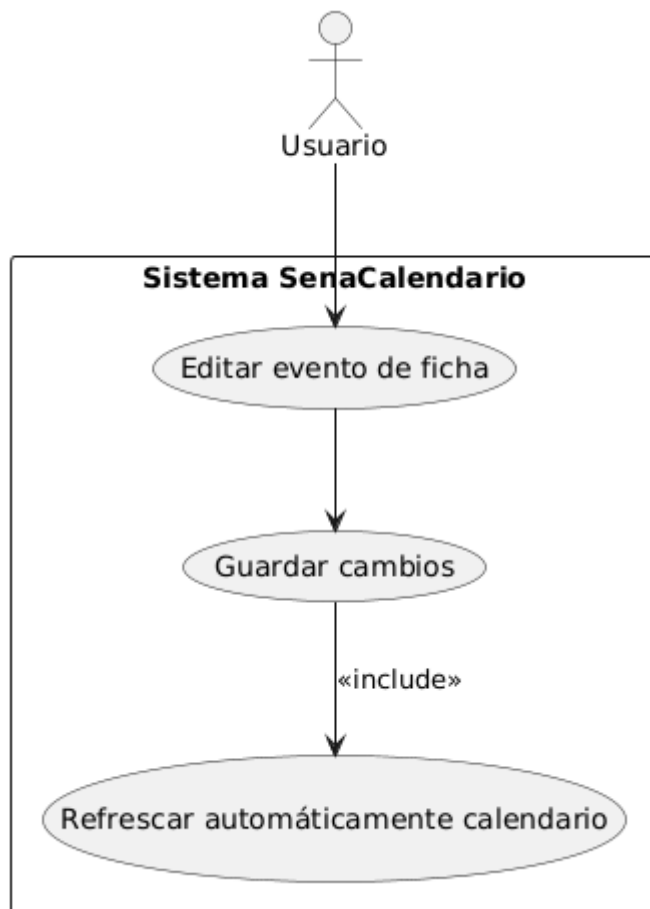 Usuario
Sistema SenaCalendario
Editar evento de ficha
Guardar cambios
«include»
Refrescar automáticamente calendario